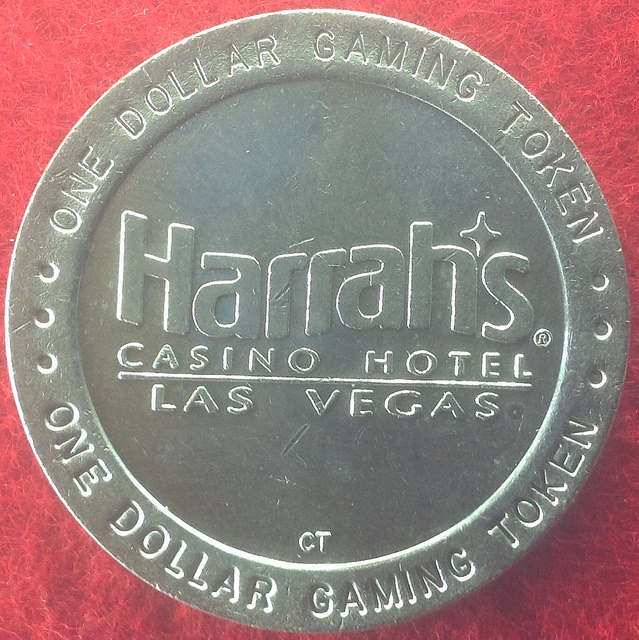 ONE DOLLAR GAMING TOKEN
Harrah's®
CASINO HOTEL
LAS VEGAS
CT
ONE DOLLAR GAMING TOKEN